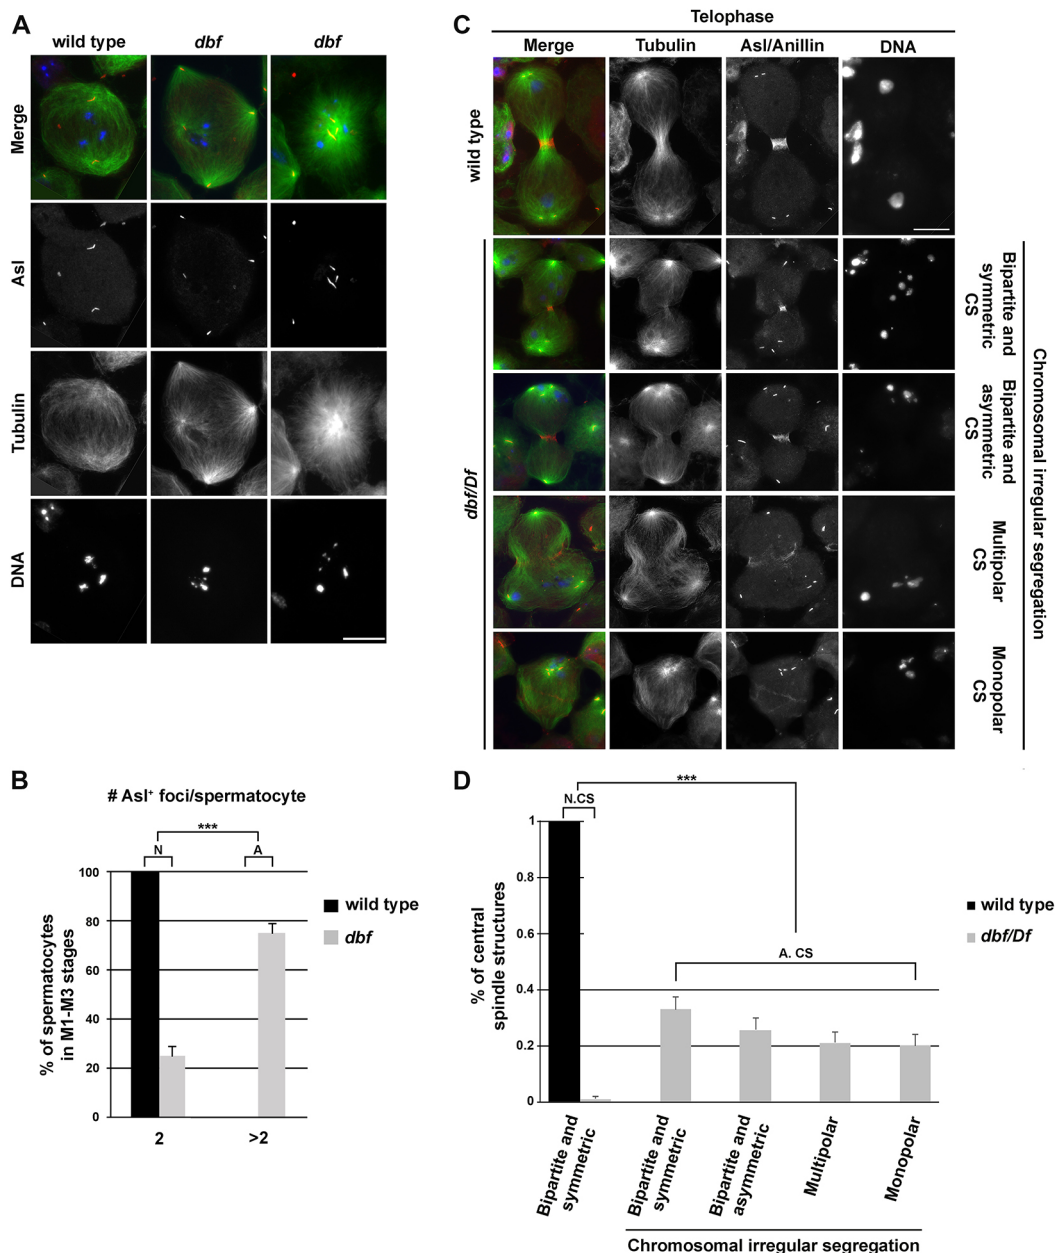 A
wild type
dbf
dbf
Merge
Asl
Tubulin
DNA
C
Telophase
Merge
Tubulin
Asl/Anillin
DNA
wild type
dbf/Df
Bipartite and
symmetric
CS
Bipartite and
asymmetric
CS
Multipolar
CS
Monopolar
CS
Chromosomal irregular segregation
B
# Asl⁺ foci/spermatocyte
***
N
A
100
80
60
40
20
0
% of spermatocytes
in M1-M3 stages
2
>2
wild type
dbf
D
***
N.CS
A. CS
1
0.8
0.6
0.4
0.2
0
% of central
spindle structures
wild type
dbf/Df
Bipartite and
symmetric
Bipartite and
symmetric
Bipartite and
asymmetric
Multipolar
Monopolar
Chromosomal irregular segregation